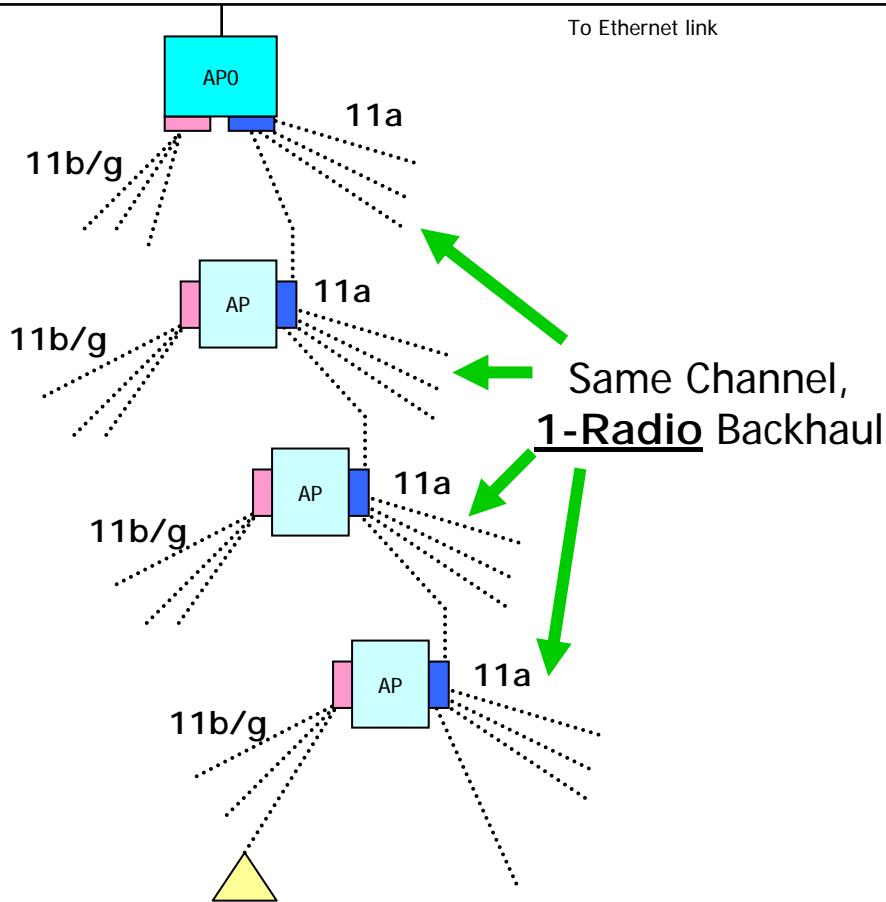 To Ethernet link
AP0
11a
11b/g
AP
11a
11b/g
Same Channel,
1-Radio Backhaul
AP
11a
11b/g
AP
11a
11b/g